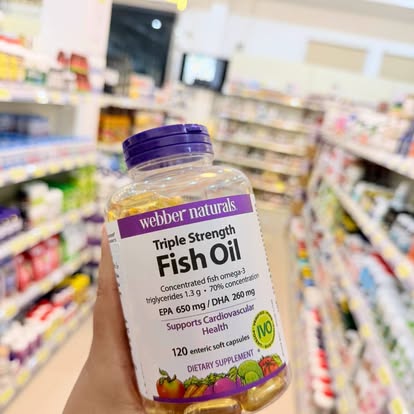 webber naturals
Triple Strength
Fish Oil
Concentrated fish omega-3
triglycerides 1.3 g • 70% concentration
EPA 650 mg / DHA 260 mg
Supports Cardiovascular
Health
IVO
120 enteric soft capsules
DIETARY SUPPLEMENT